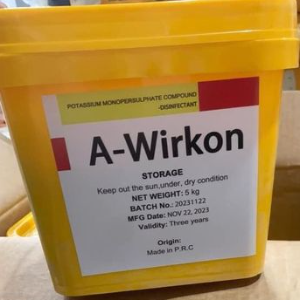 POTASSIUM MONOPERSULPHATE COMPOUND
-DISINFECTANT
A-Wirkon
STORAGE
Keep out the sun,under, dry condition
NET WEIGHT: 5 kg
BATCH No.: 20231122
MFG Date: NOV 22, 2023
Validity: Three years
Origin:
Made in P.R.C